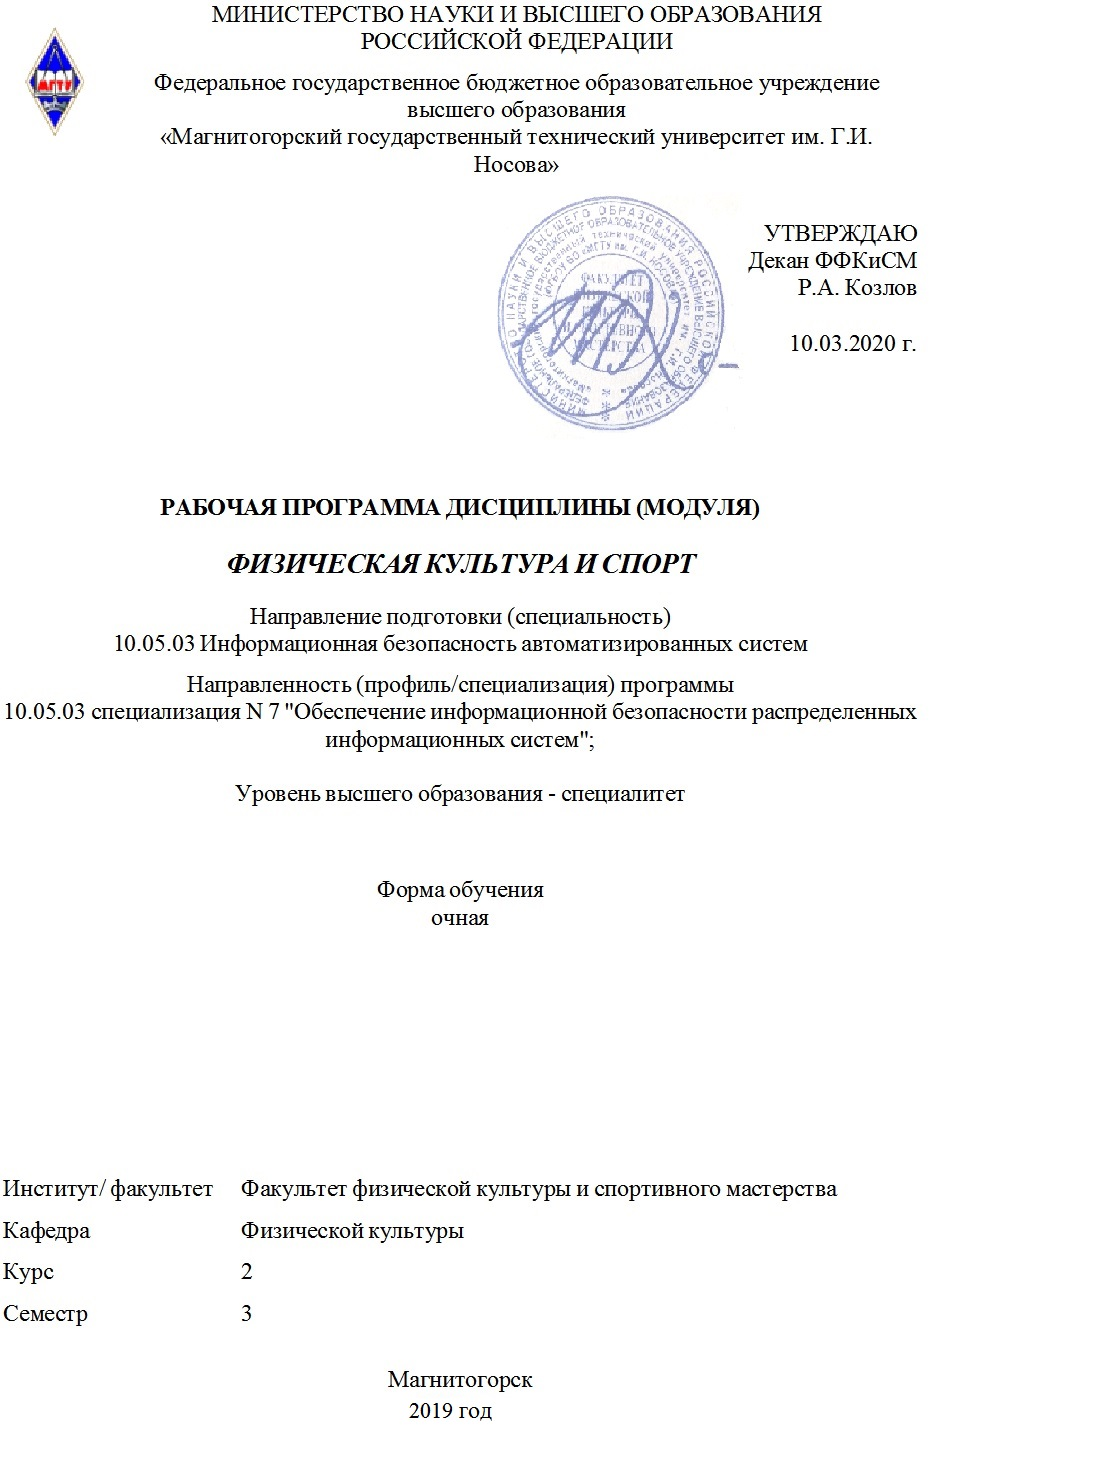 МИНИСТЕРСТВО НАУКИ И ВЫСШЕГО ОБРАЗОВАНИЯ
РОССИЙСКОЙ ФЕДЕРАЦИИ
МГТУ
Федеральное государственное бюджетное образовательное учреждение
высшего образования
«Магнитогорский государственный технический университет им. Г.И.
Носова»
УТВЕРЖДАЮ
Декан ФФКиСМ
Р.А. Козлов
10.03.2020 г.
РАБОЧАЯ ПРОГРАММА ДИСЦИПЛИНЫ (МОДУЛЯ)
ФИЗИЧЕСКАЯ КУЛЬТУРА И СПОРТ
Направление подготовки (специальность)
10.05.03 Информационная безопасность автоматизированных систем
Направленность (профиль/специализация) программы
10.05.03 специализация N 7 "Обеспечение информационной безопасности распределенных
информационных систем";
Уровень высшего образования - специалитет
Форма обучения
очная
Институт/ факультет Факультет физической культуры и спортивного мастерства
Кафедра Физической культуры
Курс 2
Семестр 3
Магнитогорск
2019 год